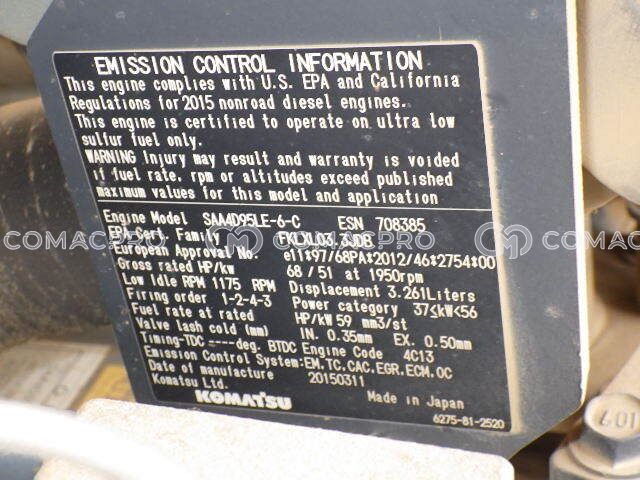 EMISSION CONTROL INFORMATION
This engine complies with U.S. EPA and California
Regulations for 2015 nonroad diesel engines.
This engine is certified to operate on ultra low
sulfur fuel only.
WARNING Injury may result and warranty is voided
if fuel rate. rpm or altitudes exceed published
maximum values for this model and application
Engine Model SAA4D95LE-6-C ESN 708385
EPA Cert. Family FKLXL03.3JDB
European Approval No. e11*97/68PA*2012/46*2754*00
Gross rated HP/kw 68/51 at 1950rpm
Low Idle RPM 1175 RPM Displacement 3.261Liters
Firing order 1-2-4-3 Power category 37≤kW<56
Fuel rate at rated HP/kW 59 mm3/st
Valve lash cold (mm) IN. 0.35mm EX. 0.50mm
Timing-TDC ----deg. BTDC Engine Code 4C13
Emission Control System:EM.TC.CAC.EGR.ECM.OC
Date of manufacture 20150311
Komatsu Ltd. Made in Japan
KOMATSU
6275-81-2520
COMACPRO COMACPRO COMACPRO